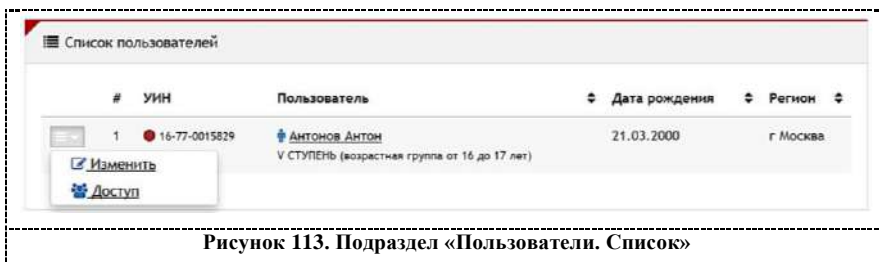 Список пользователей
# УИН Пользователь Дата рождения Регион
1 16-77-0015829 Антонов Антон 21.03.2000 г Москва
V СТУПЕНЬ (возрастная группа от 16 до 17 лет)
Изменить
Доступ
Рисунок 113. Подраздел «Пользователи. Список»